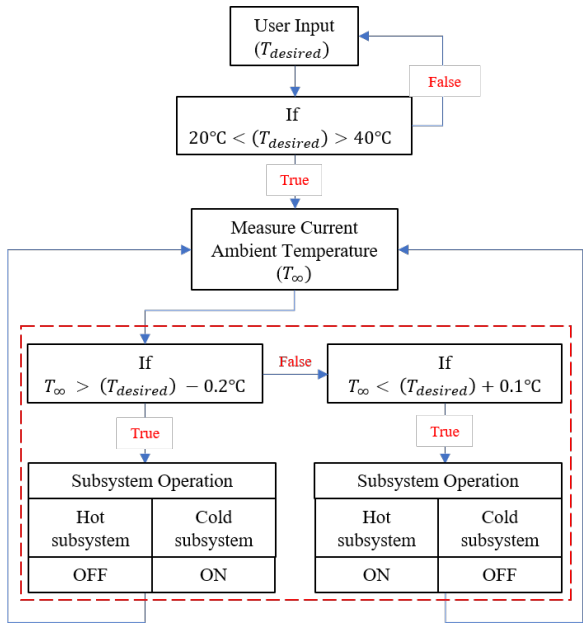 User Input
(T_desired)
False
If
20℃ < (T_desired) > 40℃
True
Measure Current
Ambient Temperature
(T_∞)
If
T_∞ > (T_desired) − 0.2℃
False
If
T_∞ < (T_desired) + 0.1℃
True
True
Subsystem Operation
Hot subsystem
Cold subsystem
OFF
ON
Subsystem Operation
Hot subsystem
Cold subsystem
ON
OFF